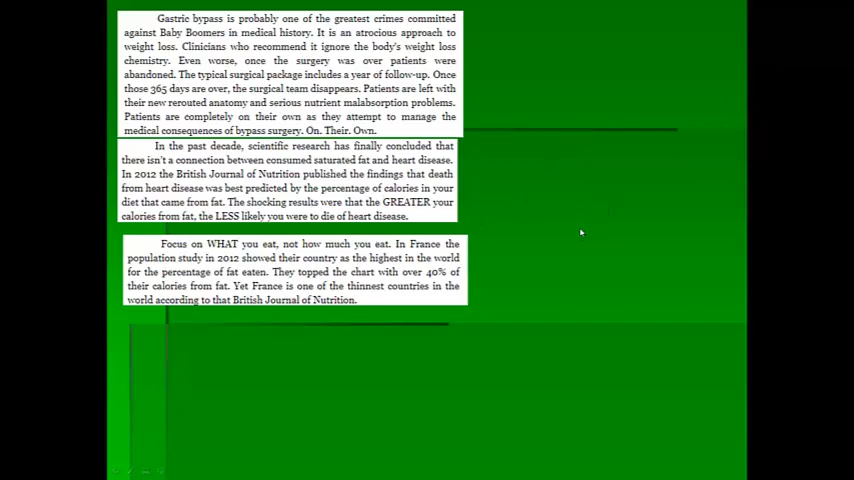 Gastric bypass is probably one of the greatest crimes committed
against Baby Boomers in medical history. It is an atrocious approach to
weight loss. Clinicians who recommend it ignore the body's weight loss
chemistry. Even worse, once the surgery was over patients were
abandoned. The typical surgical package includes a year of follow-up. Once
those 365 days are over, the surgical team disappears. Patients are left with
their new rerouted anatomy and serious nutrient malabsorption problems.
Patients are completely on their own as they attempt to manage the
medical consequences of bypass surgery. On. Their. Own.
In the past decade, scientific research has finally concluded that
there isn't a connection between consumed saturated fat and heart disease.
In 2012 the British Journal of Nutrition published the findings that death
from heart disease was best predicted by the percentage of calories in your
diet that came from fat. The shocking results were that the GREATER your
calories from fat, the LESS likely you were to die of heart disease.
Focus on WHAT you eat, not how much you eat. In France the
population study in 2012 showed their country as the highest in the world
for the percentage of fat eaten. They topped the chart with over 40% of
their calories from fat. Yet France is one of the thinnest countries in the
world according to that British Journal of Nutrition.